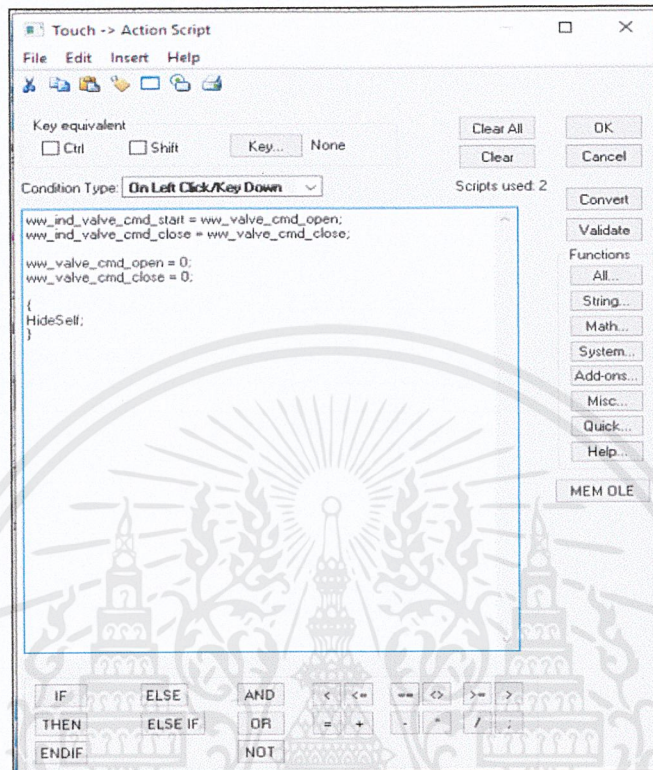 Touch -> Action Script
File Edit Insert Help
Key equivalent
Ctrl Shift Key... None
Clear All OK
Clear Cancel
Condition Type: On Left Click/Key Down
Scripts used: 2
Convert
Validate
ww_ind_valve_cmd_start = ww_valve_cmd_open;
ww_ind_valve_cmd_close = ww_valve_cmd_close;
ww_valve_cmd_open = 0;
ww_valve_cmd_close = 0;
{
HideSelf;
}
Functions
All...
String...
Math...
System...
Add-ons...
Misc...
Quick...
Help...
MEM OLE
IF ELSE AND < <= == <> >= >
THEN ELSE IF OR = + - * / ;
ENDIF NOT